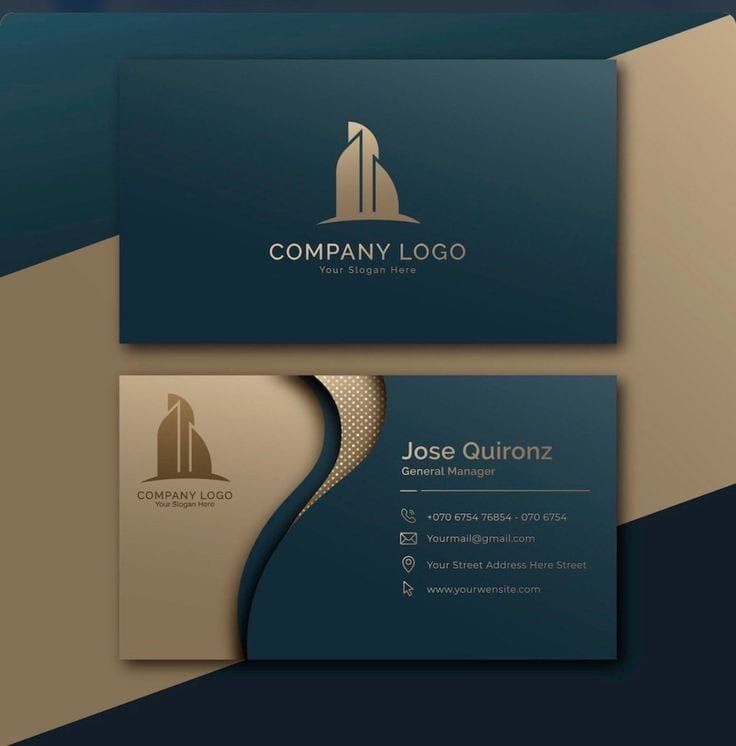 COMPANY LOGO
Your Slogan Here
COMPANY LOGO
Your Slogan Here
Jose Quironz
General Manager
+070 6754 76854 - 070 6754
Yourmail@gmail.com
Your Street Address Here Street
www.yourwensite.com